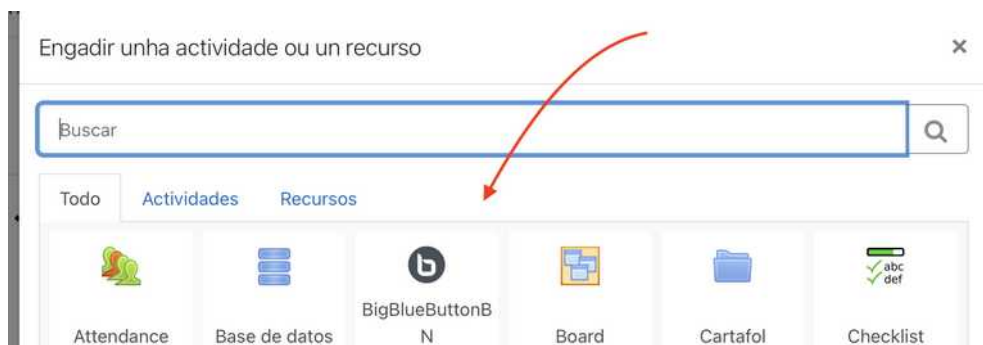 Engadir unha actividade ou un recurso
×
Buscar
Todo Actividades Recursos
b
abc
def
BigBlueButtonB
Attendance Base de datos N Board Cartafol Checklist